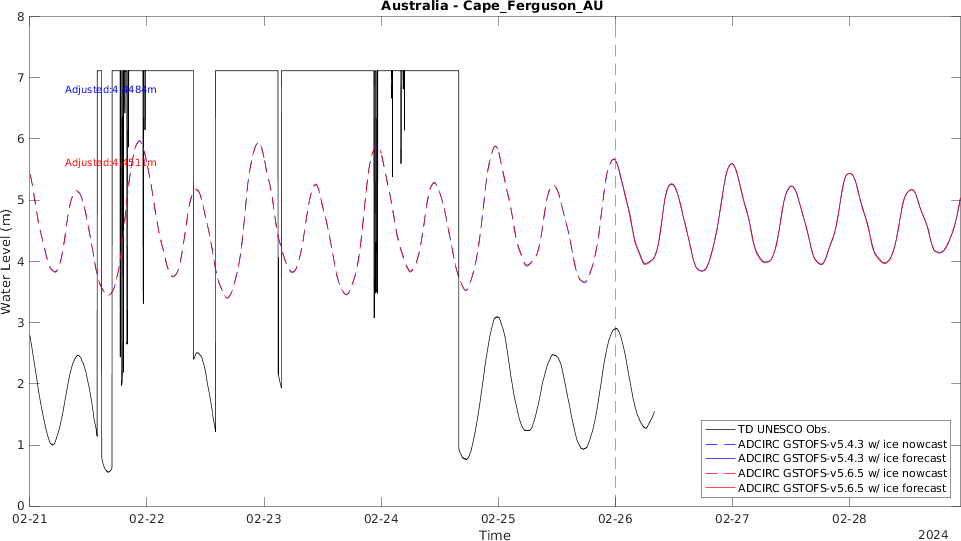 Australia - Cape_Ferguson_AU
8
7
6
5
4
3
2
1
0
Water Level (m)
Adjusted:4.4484m
Adjusted:4.4511m
TD UNESCO Obs.
ADCIRC GSTOFS-v5.4.3 w/ ice nowcast
ADCIRC GSTOFS-v5.4.3 w/ ice forecast
ADCIRC GSTOFS-v5.6.5 w/ ice nowcast
ADCIRC GSTOFS-v5.6.5 w/ ice forecast
02-21 02-22 02-23 02-24 02-25 02-26 02-27 02-28
Time
2024